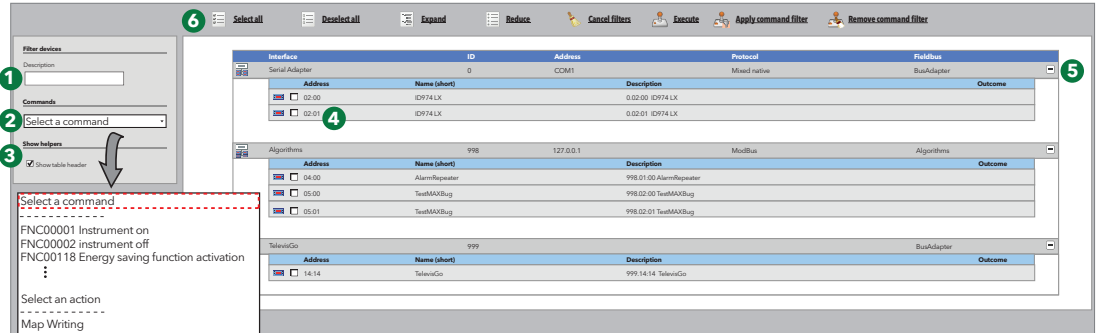 6 Select all Deselect all Expand Reduce Cancel filters Execute Apply command filter Remove command filter
Filter devices
Description
1
Commands
2 Select a command
Show helpers
3
Show table header
Select a command
- - - - - - - - - - - -
FNC00001 Instrument on
FNC00002 instrument off
FNC00118 Energy saving function activation
⋮
Select an action
- - - - - - - - - - - -
Map Writing
Interface ID Address Protocol Fieldbus
Serial Adapter 0 COM1 Mixed native BusAdapter
5
Address Name (short) Description Outcome
02:00 ID974 LX 0.02:00 ID974 LX
02:01 ID974 LX 0.02:01 ID974 LX
4
Algorithms 998 127.0.0.1 ModBus Algorithms
Address Name (short) Description Outcome
04:00 AlarmRepeater 998.01:00 AlarmRepeater
05:00 TestMAXBug 998.02:00 TestMAXBug
05:01 TestMAXBug 998.02:01 TestMAXBug
TelevisGo 999 BusAdapter
Address Name (short) Description Outcome
14:14 TelevisGo 999.14:14 TelevisGo